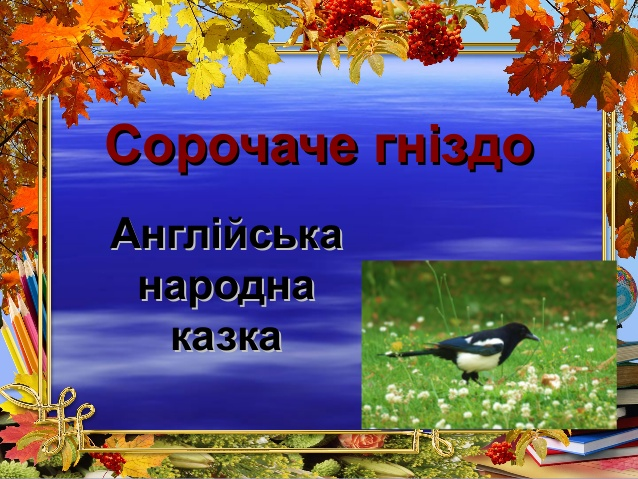 Сорочаче гніздо
Англійська
народна
казка